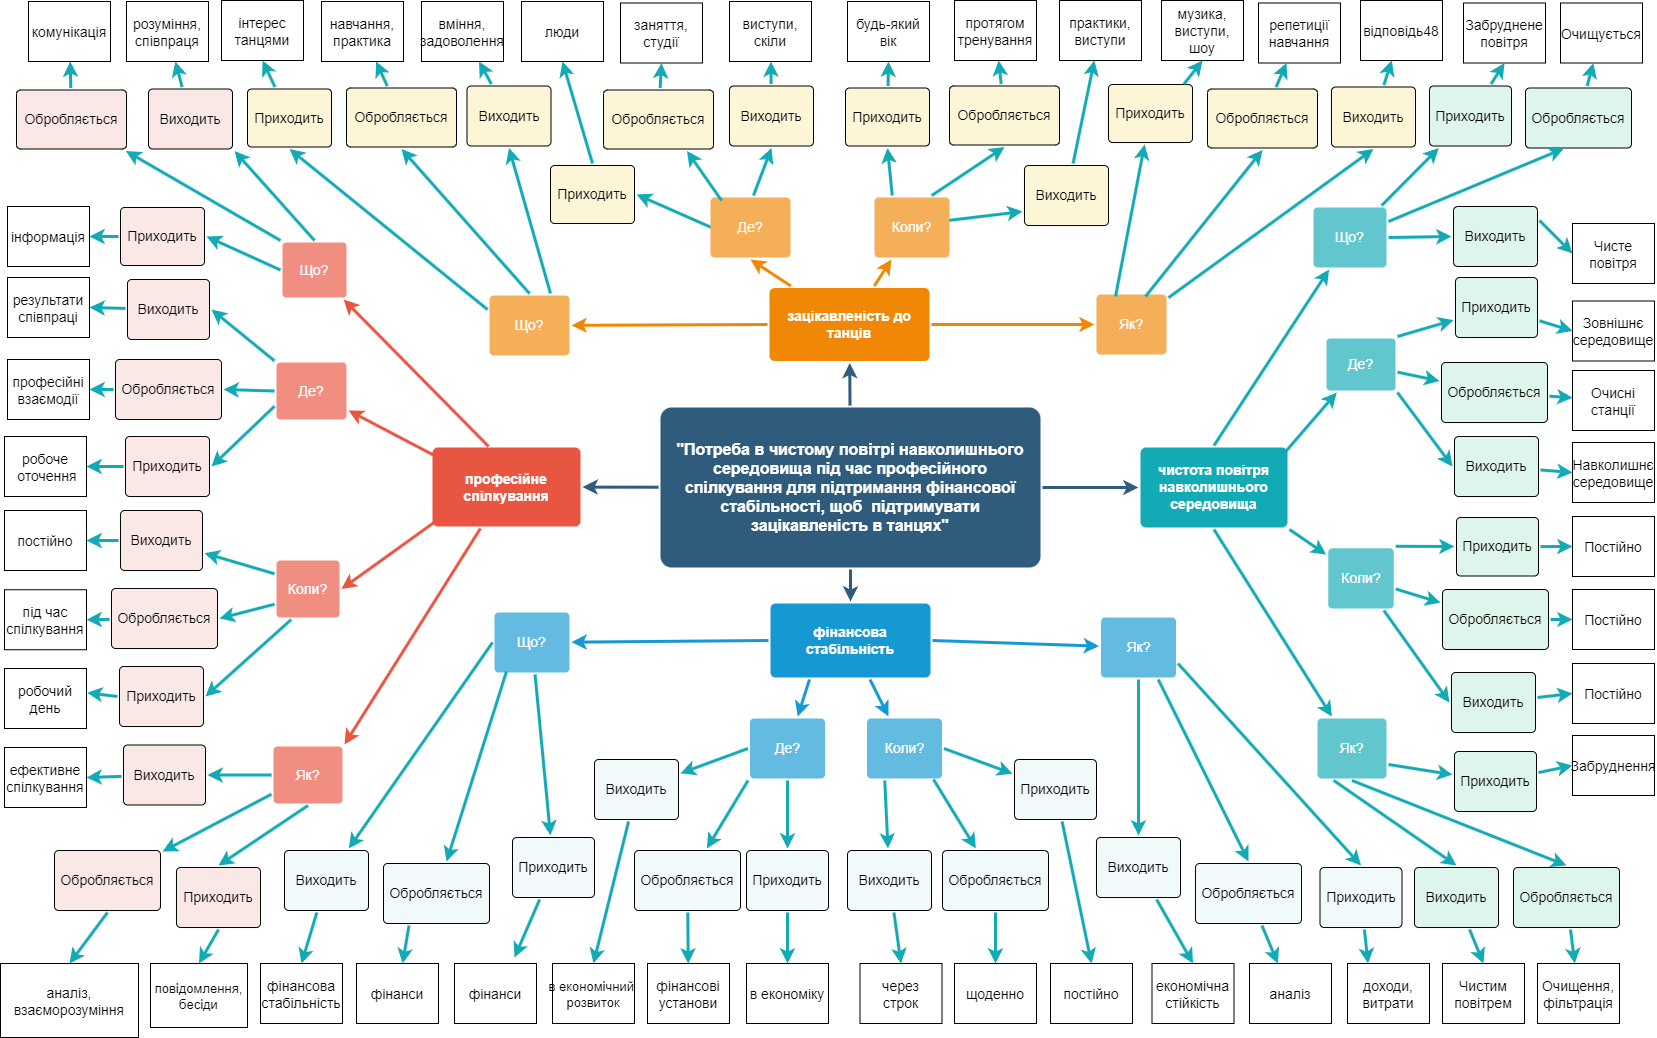 комунікація
розуміння,
співпраця
інтерес
танцями
навчання,
практика
вміння,
задоволення
люди
заняття,
студії
виступи,
скіли
будь-який
вік
протягом
тренування
практики,
виступи
музика,
виступи,
шоу
репетиції
навчання
відповідь48
Забруднене
повітря
Очищується
Обробляється
Виходить
Приходить
Обробляється
Виходить
Обробляється
Виходить
Приходить
Обробляється
Приходить
Обробляється
Виходить
Приходить
Обробляється
Приходить
Виходить
Де?
Коли?
Що?
Виходить
Чисте
повітря
інформація
Приходить
Що?
результати
співпраці
Виходить
Що?
зацікавленість до
танців
Як?
Приходить
Зовнішнє
середовище
Де?
професійні
взаємодії
Обробляється
Де?
Обробляється
Очисні
станції
робоче
оточення
Приходить
професійне
спілкування
"Потреба в чистому повітрі навколишнього
середовища під час професійного
спілкування для підтримання фінансової
стабільності, щоб  підтримувати
зацікавленість в танцях"
чистота повітря
навколишнього
середовища
Виходить
Навколишнє
середовище
постійно
Виходить
Коли?
Приходить
Постійно
Коли?
під час
спілкування
Обробляється
Обробляється
Постійно
Що?
фінансова
стабільність
Як?
робочий
день
Приходить
Виходить
Постійно
ефективне
спілкування
Виходить
Як?
Де?
Коли?
Як?
Приходить
Забруднення
Виходить
Приходить
Обробляється
Приходить
Виходить
Обробляється
Приходить
Обробляється
Приходить
Виходить
Обробляється
Виходить
Обробляється
Приходить
Виходить
Обробляється
аналіз,
взаєморозуміння
повідомлення,
бесіди
фінансова
стабільність
фінанси
фінанси
в економічний
розвиток
фінансові
установи
в економіку
через
строк
щоденно
постійно
економічна
стійкість
аналіз
доходи,
витрати
Чистим
повітрем
Очищення,
фільтрація